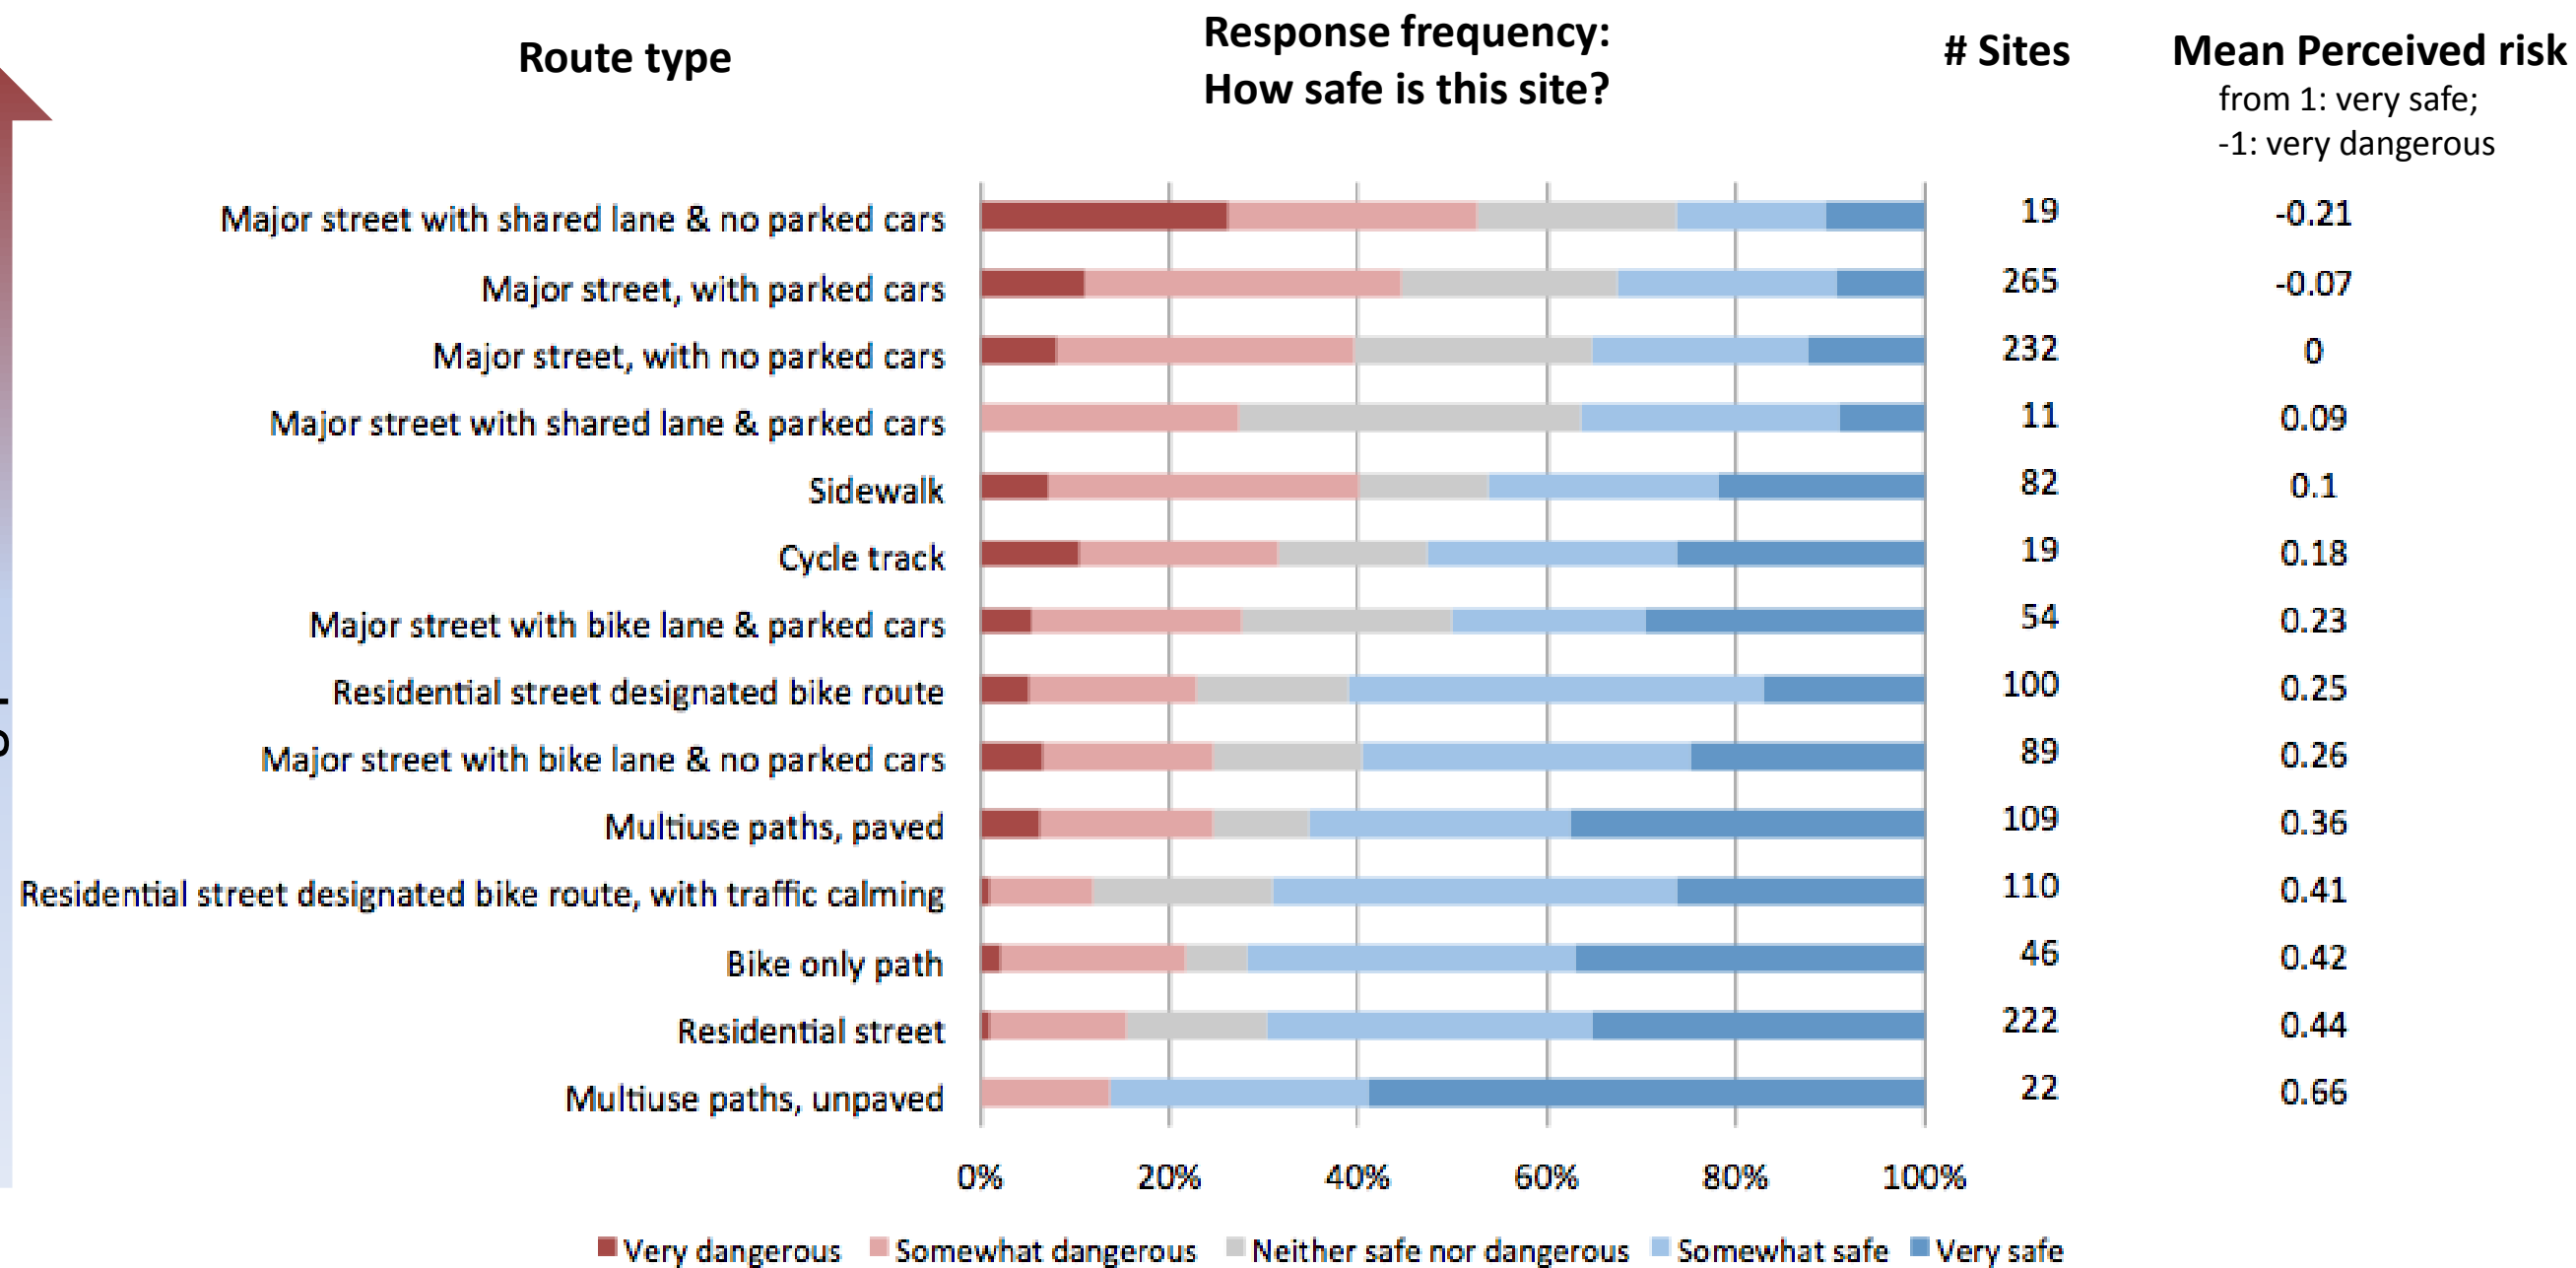 Route type
Response frequency:
How safe is this site?
# Sites
Mean Perceived risk
from 1: very safe;
-1: very dangerous
Major street with shared lane & no parked cars 19 -0.21
Major street, with parked cars 265 -0.07
Major street, with no parked cars 232 0
Major street with shared lane & parked cars 11 0.09
Sidewalk 82 0.1
Cycle track 19 0.18
Major street with bike lane & parked cars 54 0.23
Residential street designated bike route 100 0.25
Major street with bike lane & no parked cars 89 0.26
Multiuse paths, paved 109 0.36
Residential street designated bike route, with traffic calming 110 0.41
Bike only path 46 0.42
Residential street 222 0.44
Multiuse paths, unpaved 22 0.66
0% 20% 40% 60% 80% 100%
Very dangerous Somewhat dangerous Neither safe nor dangerous Somewhat safe Very safe